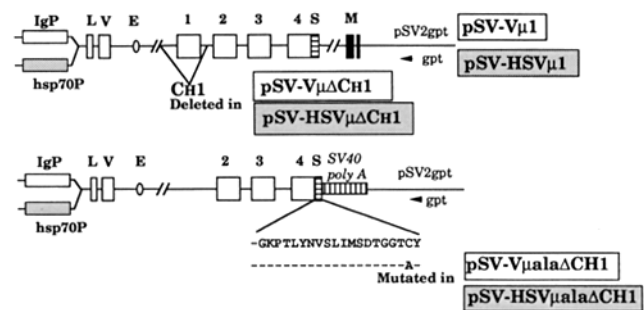 IgP L V E 1 2 3 4 S M pSV2gpt pSV-Vμ1
gpt pSV-HSVμ1
hsp70P
CH1
Deleted in
pSV-VμΔCH1
pSV-HSVμΔCH1
IgP L V E 2 3 4 S SV40
poly A pSV2gpt
gpt
hsp70P
-GKPTLYNVSLIMSDTGGTCY
--------------------A-
Mutated in
pSV-VμalaΔCH1
pSV-HSVμalaΔCH1